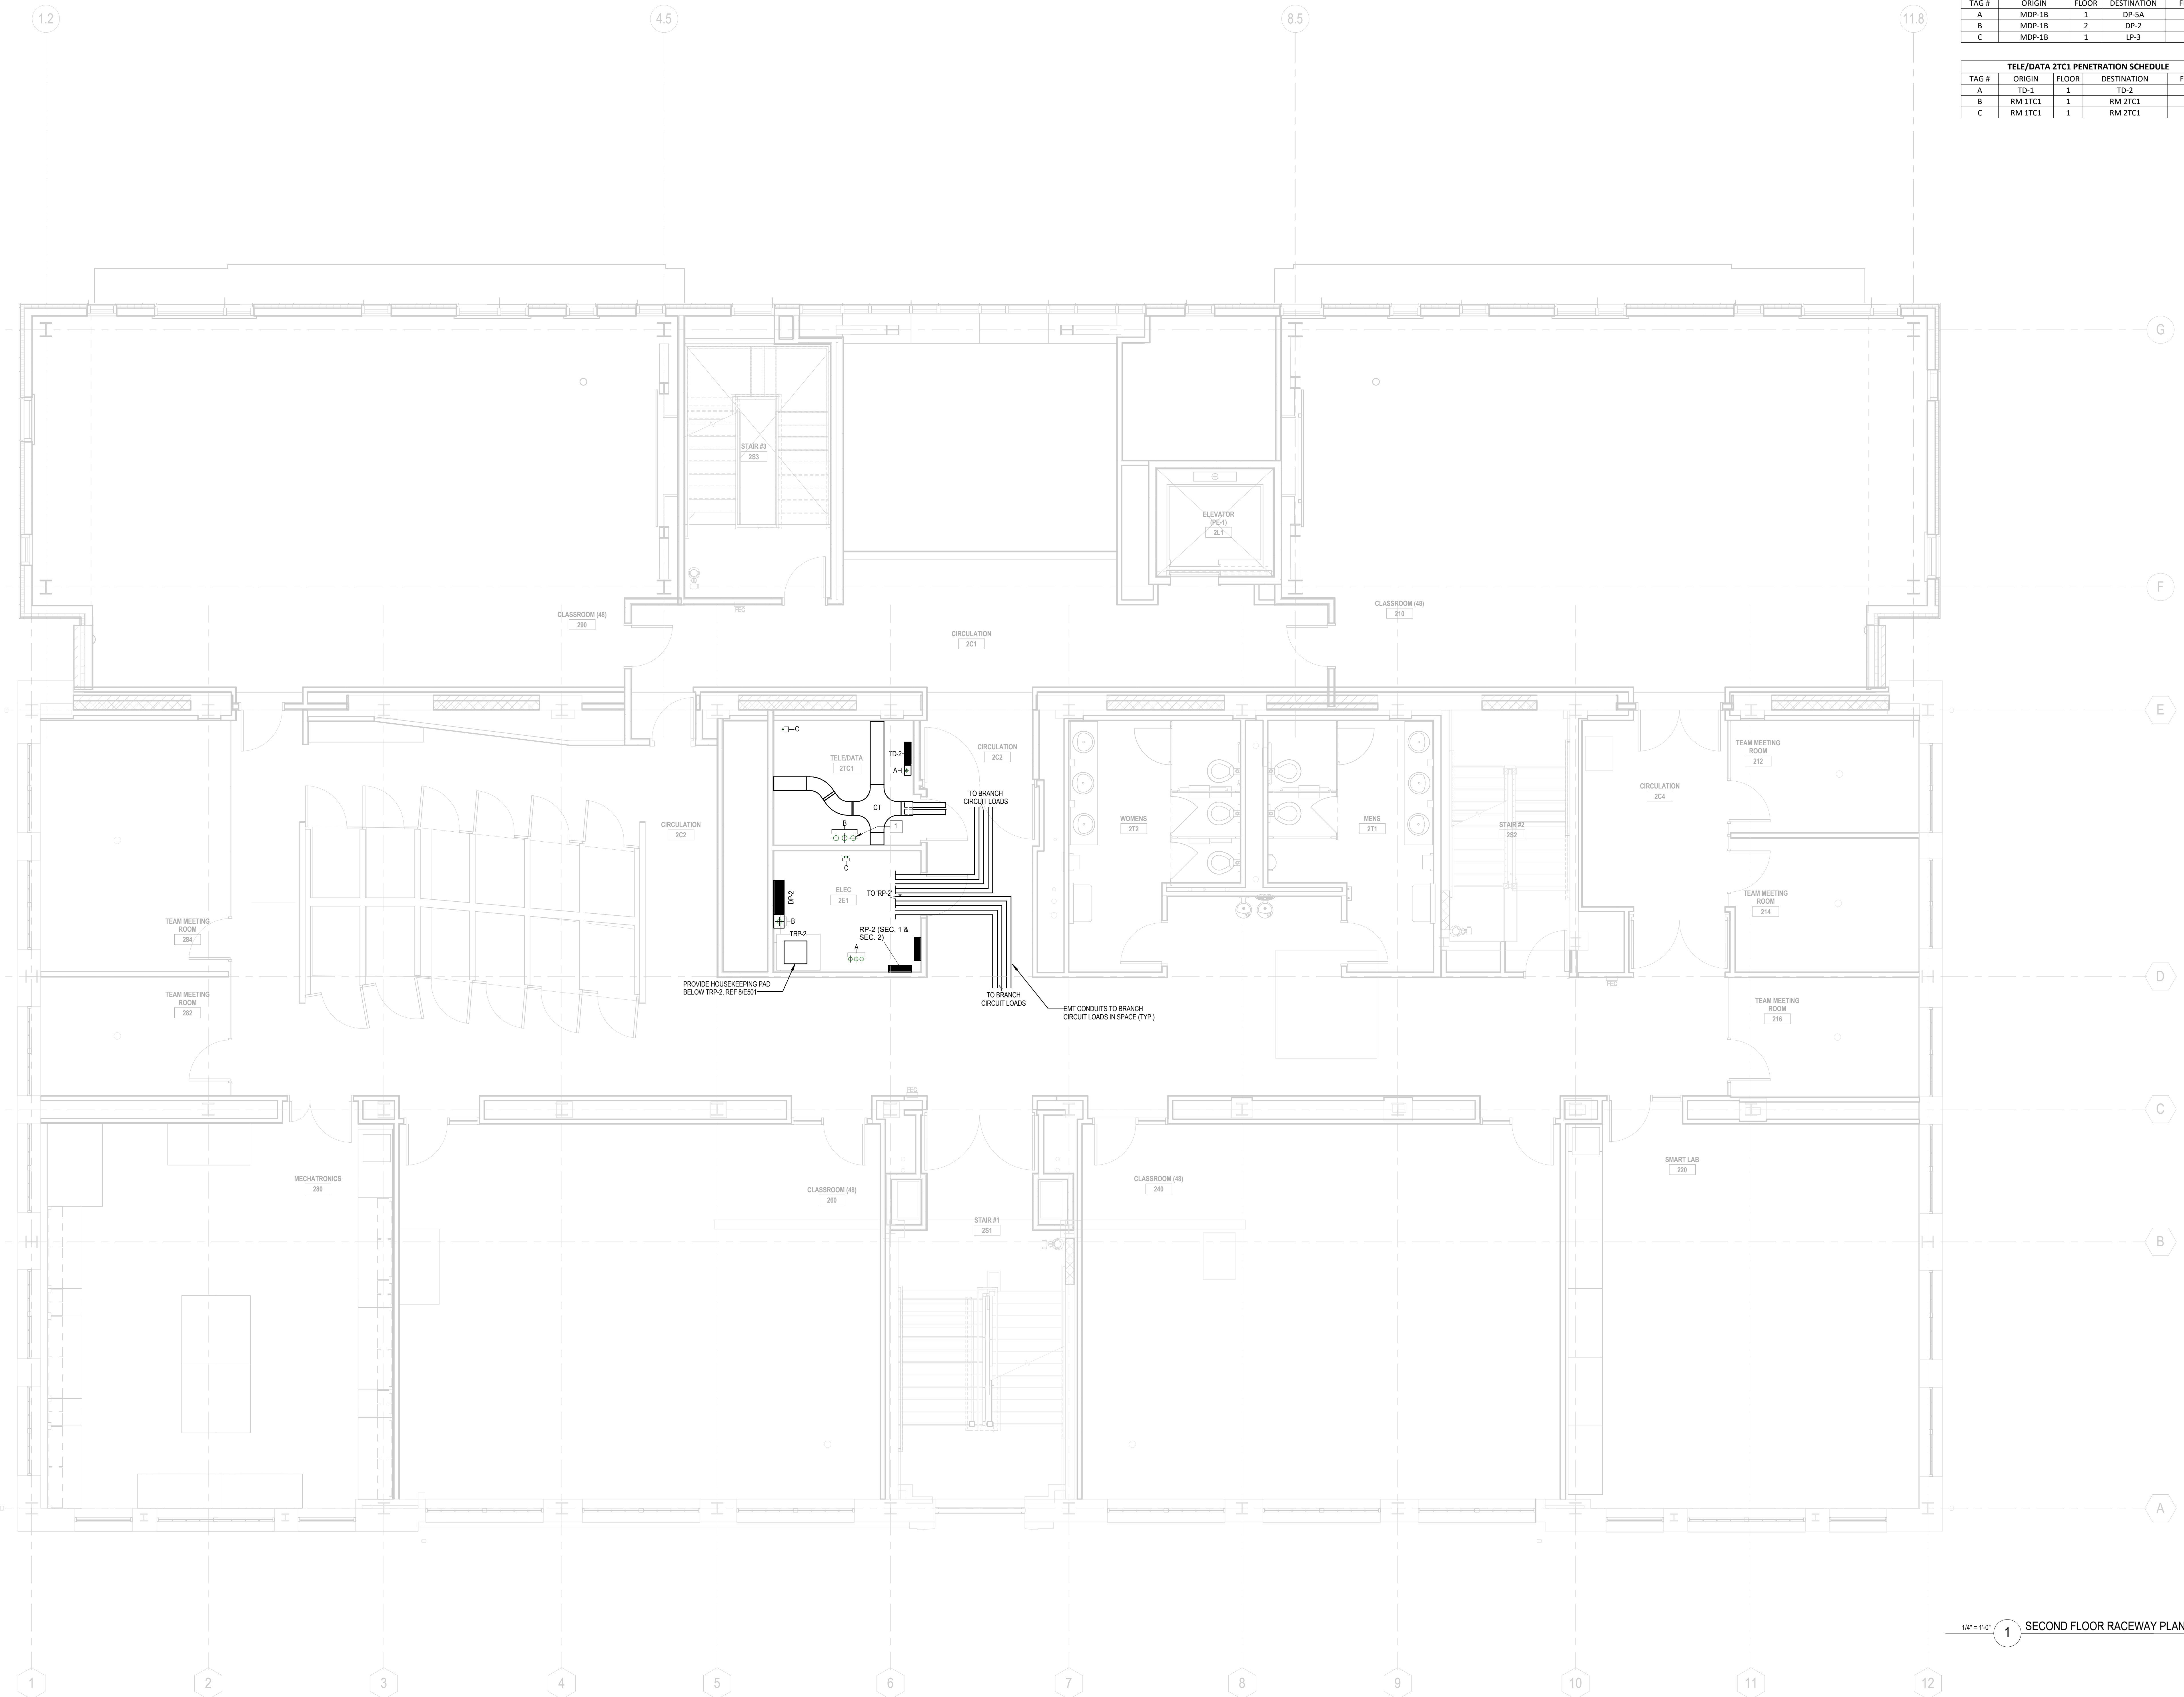 1.2
4.5
8.5
11.8
TAG # ORIGIN FLOOR DESTINATION
A MDP-1B 1 DP-5A
B MDP-1B 2 DP-2
C MDP-1B 1 LP-3
TELE/DATA 2TC1 PENETRATION SCHEDULE
TAG # ORIGIN FLOOR DESTINATION
A TD-1 1 TD-2
B RM 1TC1 1 RM 2TC1
C RM 1TC1 1 RM 2TC1
G
STAIR #3
2S3
ELEVATOR
(PE-1)
2L1
F
FEC
CLASSROOM (48)
290
CLASSROOM (48)
210
CIRCULATION
2C1
E
C
TELE/DATA
2TC1
TD-2
A
CIRCULATION
2C2
TEAM MEETING
ROOM
212
CIRCULATION
2C4
TO BRANCH
CIRCUIT LOADS
CT
B
1
CIRCULATION
2C2
WOMENS
2T2
MENS
2T1
STAIR #2
2S2
C
ELEC
2E1
TO 'RP-2'
DP-2
B
TEAM MEETING
ROOM
284
TEAM MEETING
ROOM
214
TRP-2
RP-2 (SEC. 1 &
SEC. 2)
A
D
FEC
PROVIDE HOUSEKEEPING PAD
BELOW TRP-2, REF 8/E501
TO BRANCH
CIRCUIT LOADS
EMT CONDUITS TO BRANCH
CIRCUIT LOADS IN SPACE (TYP.)
TEAM MEETING
ROOM
282
TEAM MEETING
ROOM
216
FEC
C
MECHATRONICS
280
CLASSROOM (48)
260
CLASSROOM (48)
240
SMART LAB
220
STAIR #1
2S1
B
A
1/4" = 1'-0"
1
SECOND FLOOR RACEWAY PLAN
1
2
3
4
5
6
7
8
9
10
11
12